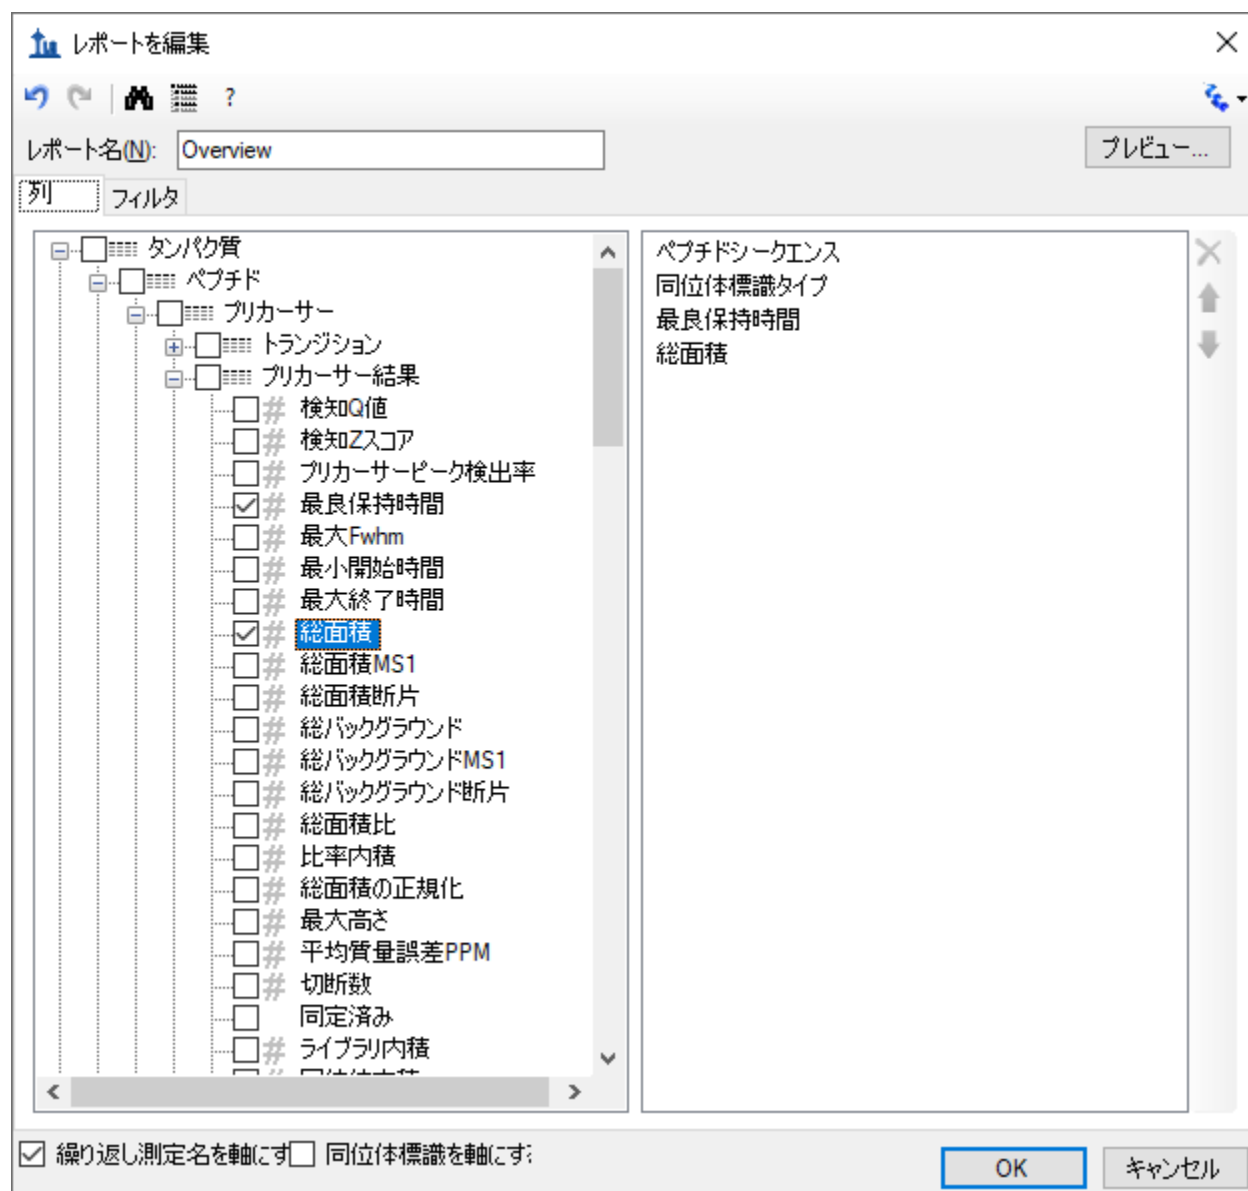 レポートを編集
?
レポート名(N): Overview
プレビュー...
列 フィルタ
タンパク質
ペプチド
プリカーサー
トランジション
プリカーサー結果
検知Q値
検知Zスコア
プリカーサーピーク検出率
最良保持時間
最大Fwhm
最小開始時間
最大終了時間
総面積
総面積MS1
総面積断片
総バックグラウンド
総バックグラウンドMS1
総バックグラウンド断片
総面積比
比率内積
総面積の正規化
最大高さ
平均質量誤差PPM
切断数
同定済み
ライブラリ内積
ペプチドシークエンス
同位体標識タイプ
最良保持時間
総面積
繰り返し測定名を軸にす
同位体標識を軸にす
OK
キャンセル